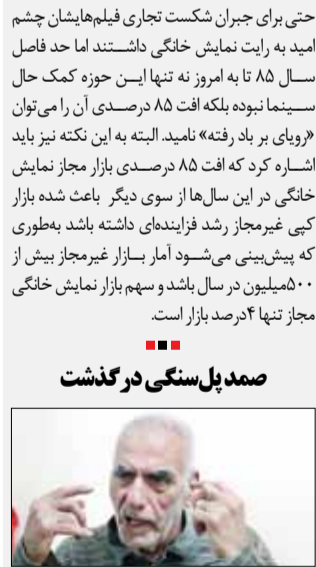 حتی برای جبران شکست تجاری فیلم‌هایشان چشم
امید به رایت نمایش خانگی داشتند اما حد فاصل
سال ۸۵ تا به امروز نه تنها این حوزه کمک حال
سینما نبوده بلکه افت ۸۵ درصدی آن را می‌توان
«رویای بر باد رفته» نامید. البته به این نکته نیز باید
اشاره کرد که افت ۸۵ درصدی بازار مجاز نمایش
خانگی در این سال‌ها از سوی دیگر باعث شده بازار
کپی غیرمجاز رشد فزاینده‌ای داشته باشد به‌طوری
که پیش‌بینی می‌شود آمار بازار غیرمجاز بیش از
۵۰۰میلیون در سال باشد و سهم بازار نمایش خانگی
مجاز تنها ۴درصد بازار است.
صمد پل‌سنگی درگذشت